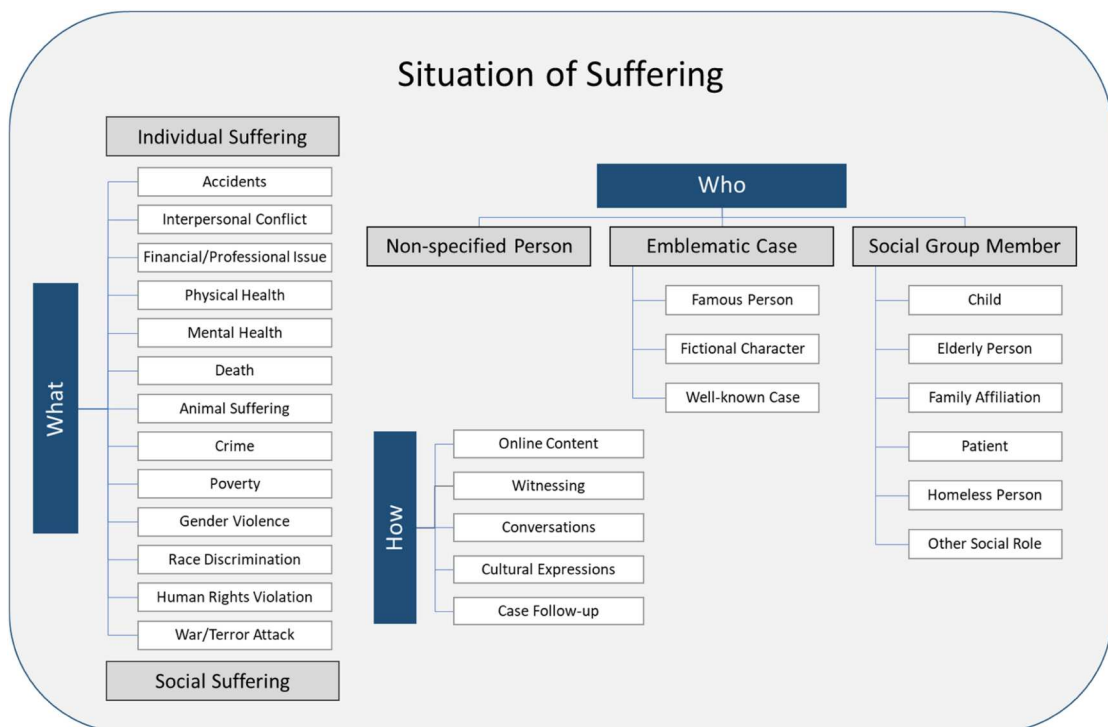 Situation of Suffering
Individual Suffering
What
Accidents
Interpersonal Conflict
Financial/Professional Issue
Physical Health
Mental Health
Death
Animal Suffering
Crime
Poverty
Gender Violence
Race Discrimination
Human Rights Violation
War/Terror Attack
Social Suffering
Who
Non-specified Person
Emblematic Case
Famous Person
Fictional Character
Well-known Case
Social Group Member
Child
Elderly Person
Family Affiliation
Patient
Homeless Person
Other Social Role
How
Online Content
Witnessing
Conversations
Cultural Expressions
Case Follow-up